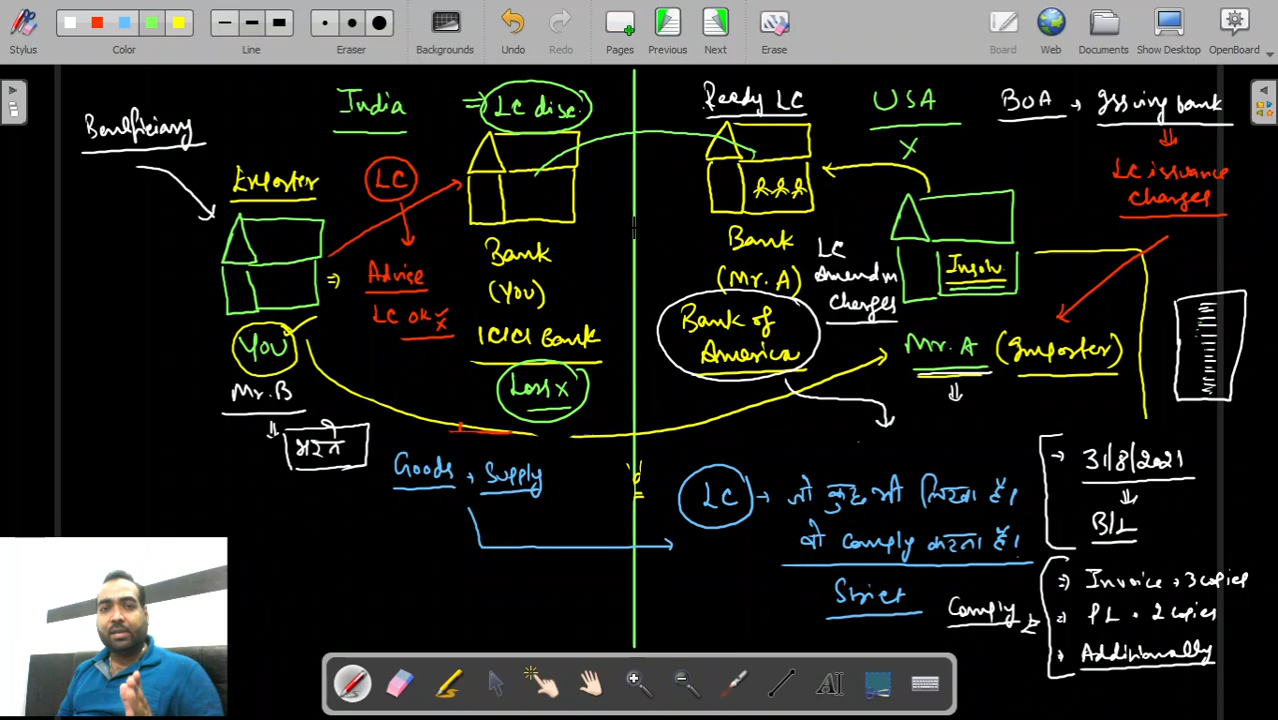 Stylus
Color
Line
Eraser
Backgrounds
Undo
Redo
Pages
Previous
Next
Erase
Board
Web
Documents
Show Desktop
OpenBoard
India
⇒ LC disc.
Ready LC
USA
BOA → Issuing bank
Beneficiary
Exporter
LC
X
LC issuance
charges
Advise
LC OK
Bank
(You)
ICICI Bank
Loss X
Bank
(Mr. A)
Bank of
America
LC
Amendm
Charges
Insolv.
You
Mr. B
Mr. A (Importer)
Goods, Supply
LC → जो कुछ भी लिखा है।
वो comply करना है।
Strict
Comply
31/8/2021
B/L
Invoice → 3 copies
PL . 2 copies
Additionally